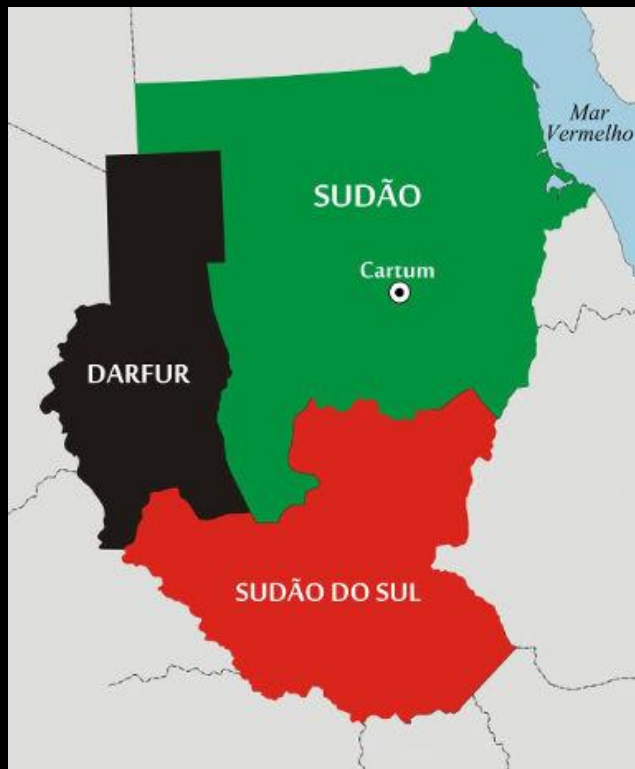 Mar
Vermelho
SUDÃO
Cartum
DARFUR
SUDÃO DO SUL